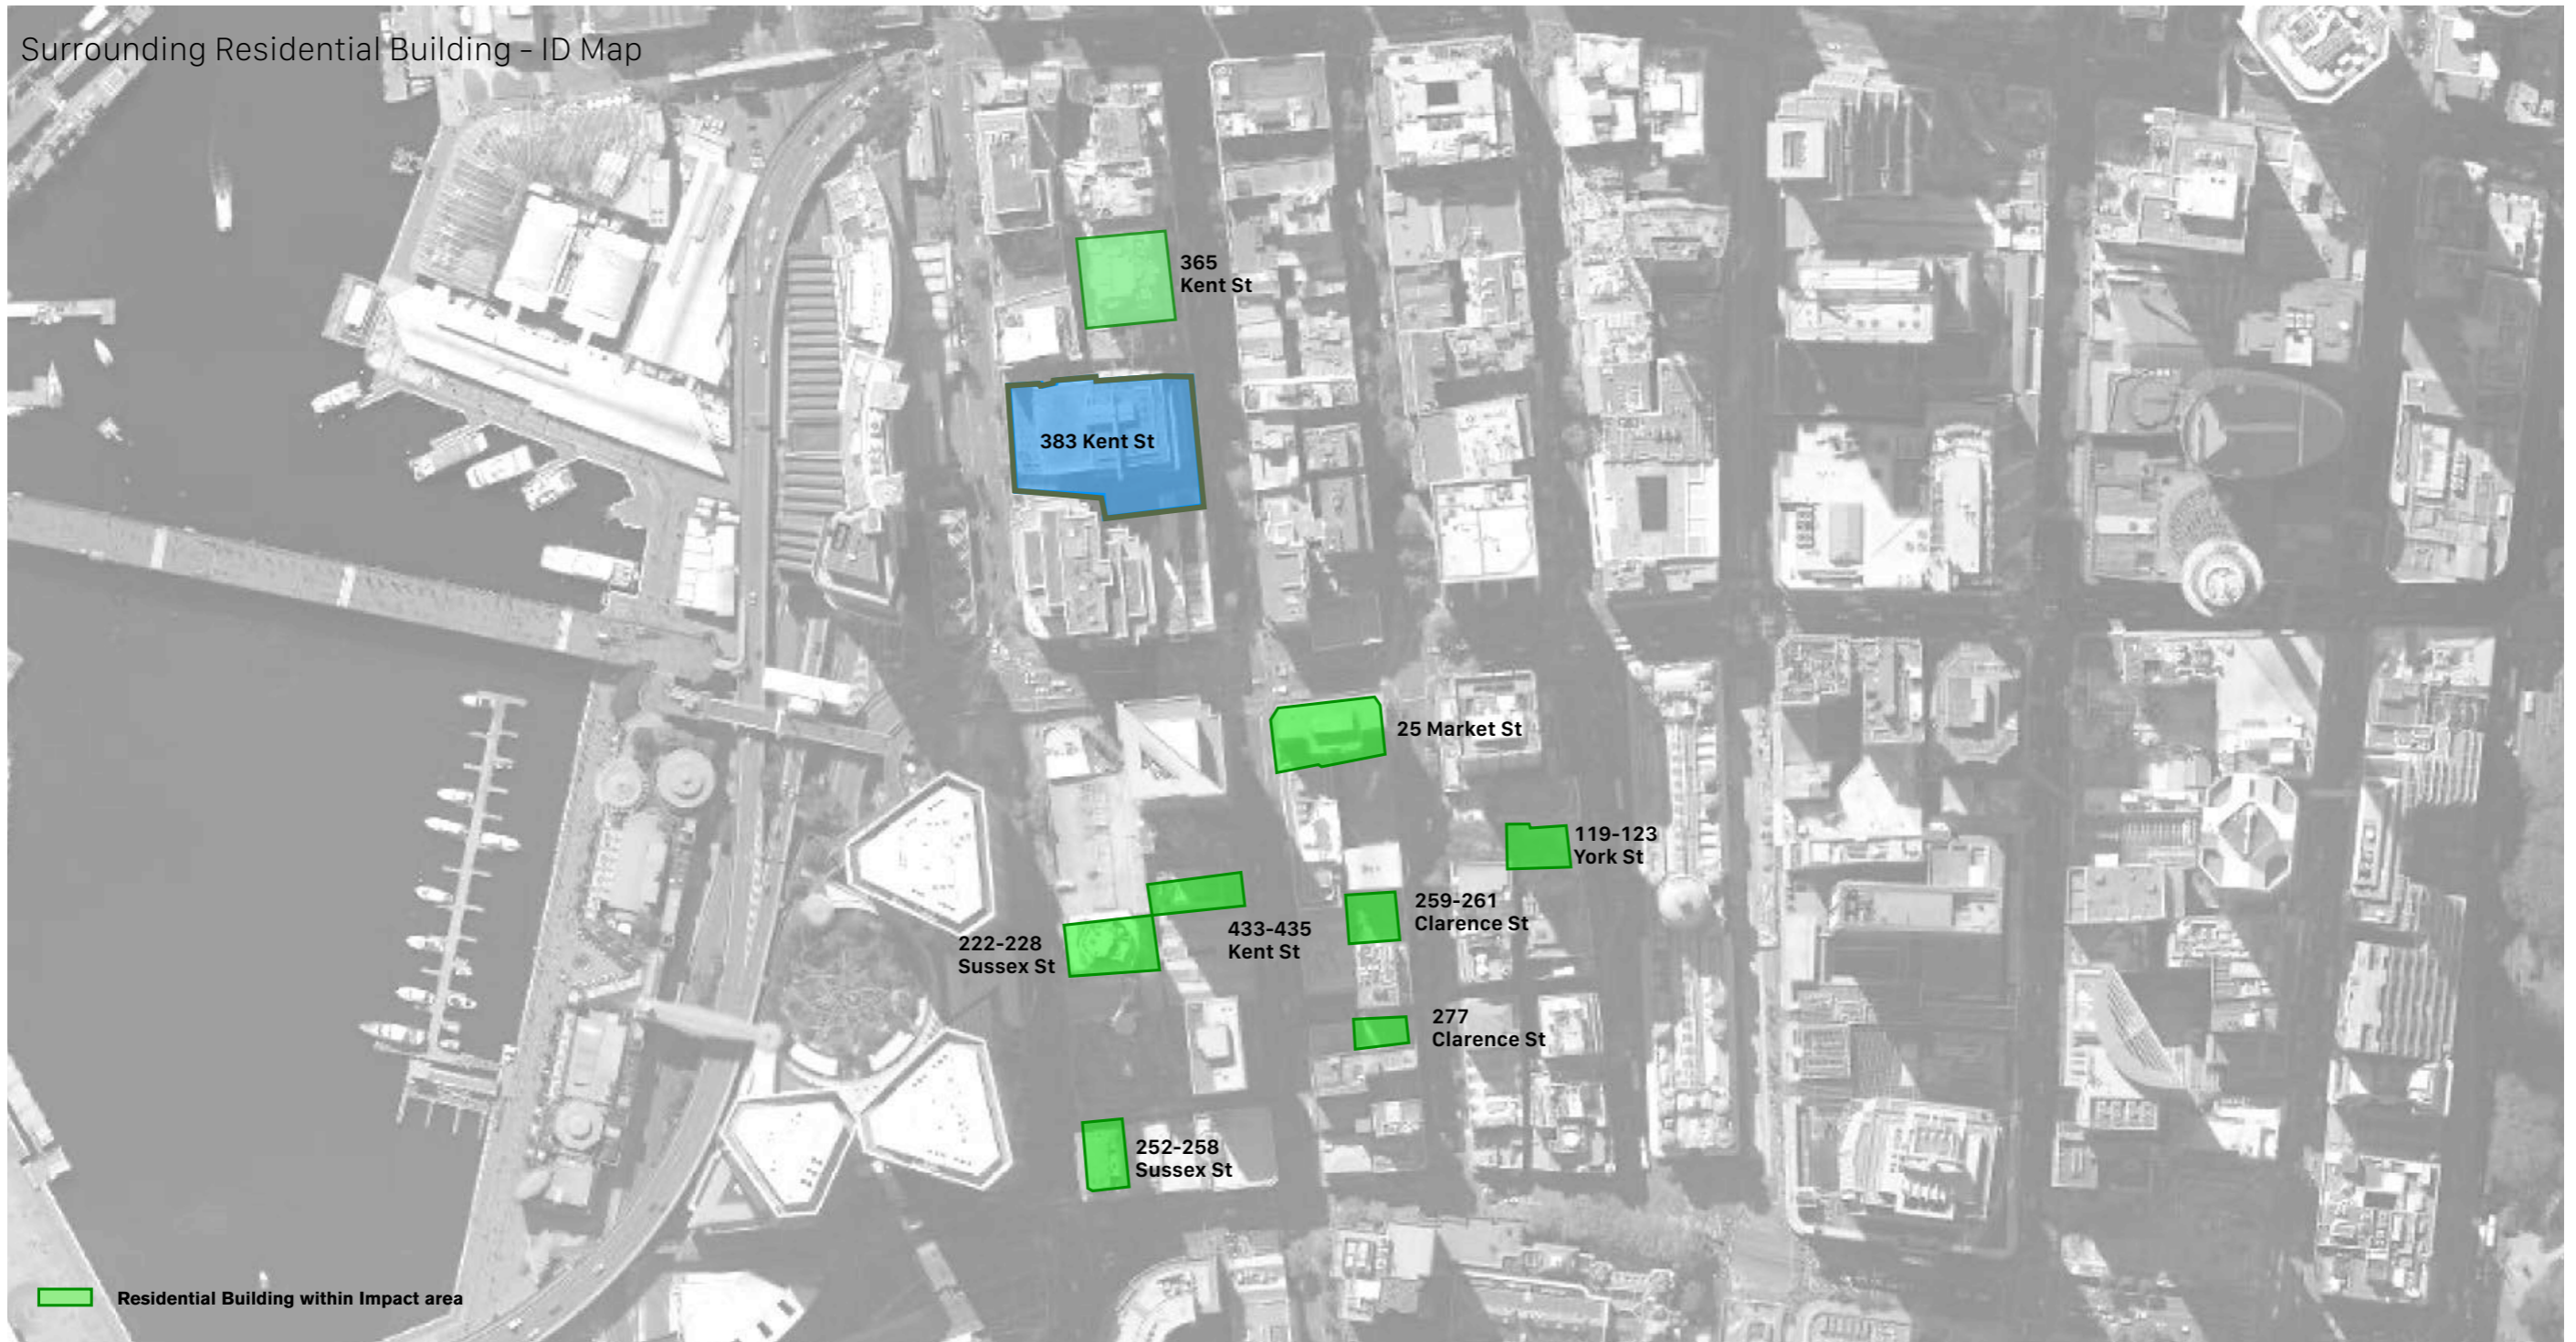 Surrounding Residential Building - ID Map
365
Kent St
383 Kent St
25 Market St
119-123
York St
259-261
Clarence St
433-435
Kent St
222-228
Sussex St
277
Clarence St
252-258
Sussex St
Residential Building within Impact area